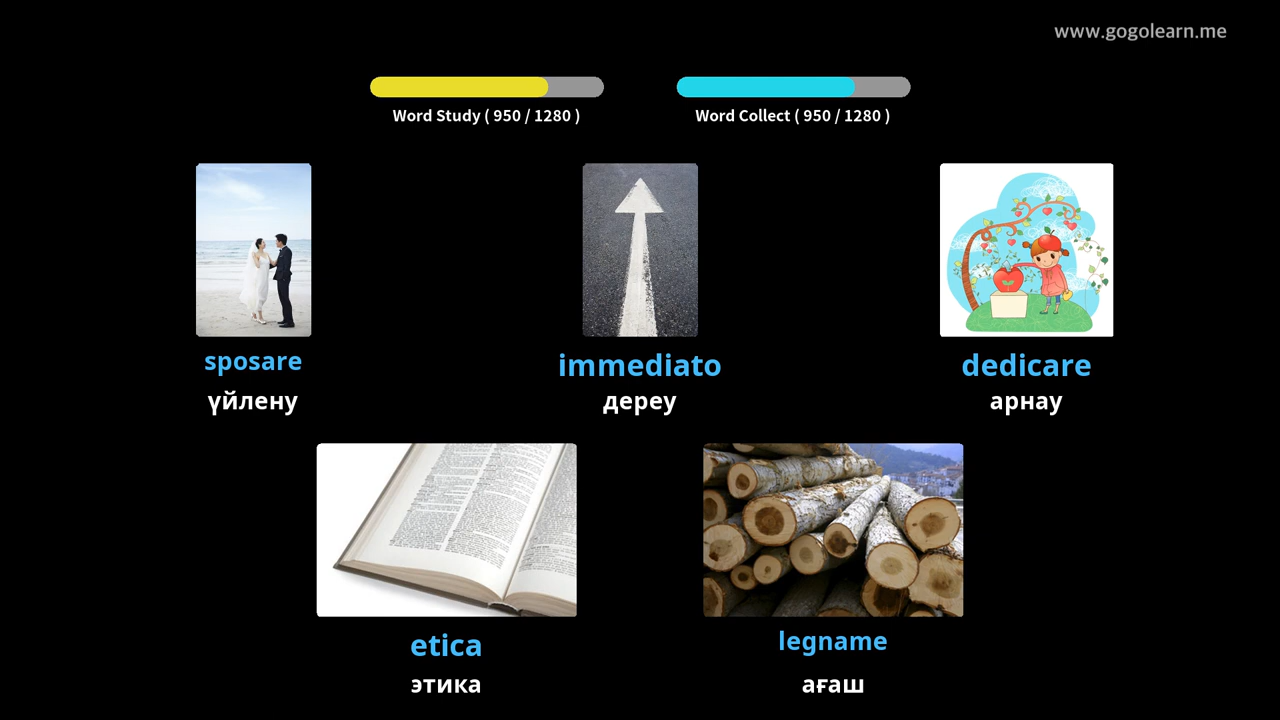 www.gogolearn.me
Word Study ( 950 / 1280 )
Word Collect ( 950 / 1280 )
sposare
үйлену
immediato
дереу
dedicare
арнау
etica
этика
legname
ағаш